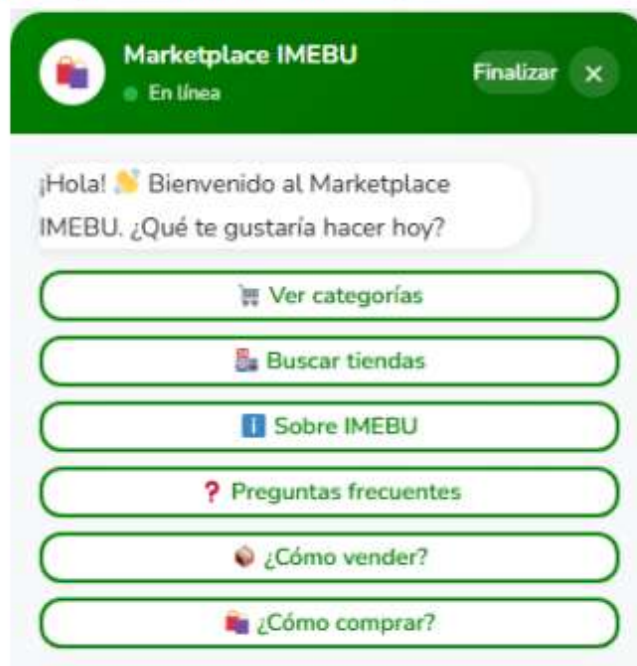 Marketplace IMEBU
En línea
Finalizar
¡Hola! 👋 Bienvenido al Marketplace
IMEBU. ¿Qué te gustaría hacer hoy?
Ver categorías
Buscar tiendas
Sobre IMEBU
Preguntas frecuentes
¿Cómo vender?
¿Cómo comprar?